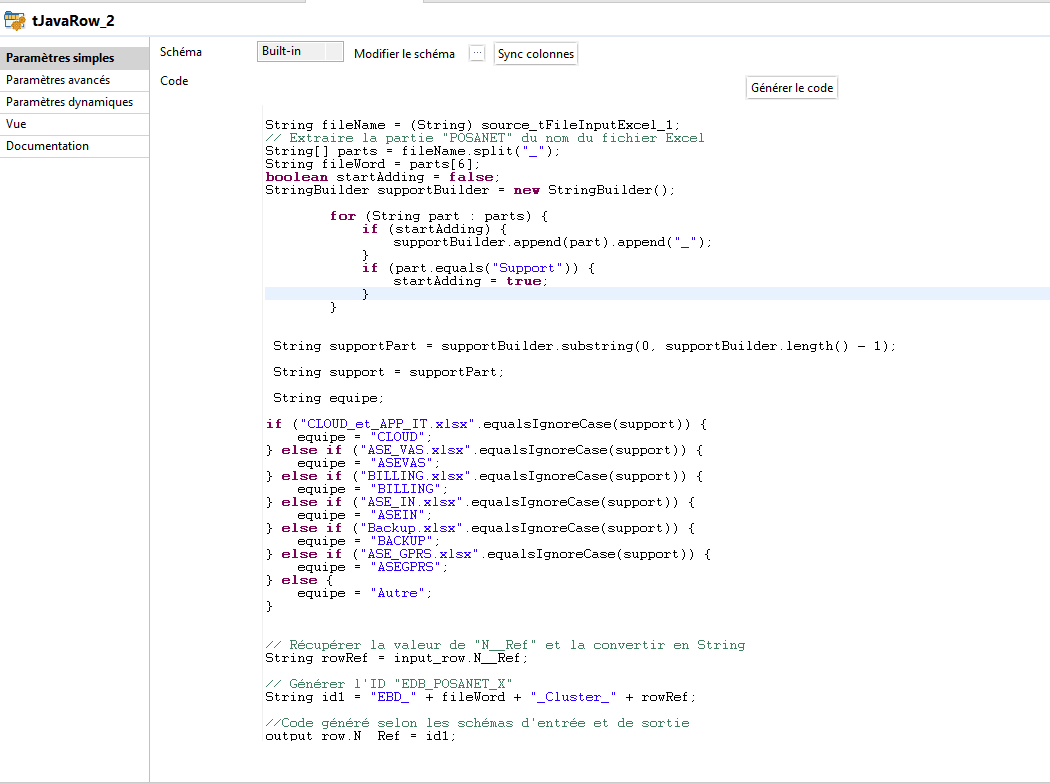 tJavaRow_2
Paramètres simples
Paramètres avancés
Paramètres dynamiques
Vue
Documentation
Schéma Built-in Modifier le schéma ... Sync colonnes
Code
Générer le code
String fileName = (String) source_tFileInputExcel_1;
// Extraire la partie "POSANET" du nom du fichier Excel
String[] parts = fileName.split("_");
String fileWord = parts[6];
boolean startAdding = false;
StringBuilder supportBuilder = new StringBuilder();
for (String part : parts) {
if (startAdding) {
supportBuilder.append(part).append("_");
}
if (part.equals("Support")) {
startAdding = true;
}
}
String supportPart = supportBuilder.substring(0, supportBuilder.length() - 1);
String support = supportPart;
String equipe;
if ("CLOUD_et_APP_IT.xlsx".equalsIgnoreCase(support)) {
equipe = "CLOUD";
} else if ("ASE_VAS.xlsx".equalsIgnoreCase(support)) {
equipe = "ASEVAS";
} else if ("BILLING.xlsx".equalsIgnoreCase(support)) {
equipe = "BILLING";
} else if ("ASE_IN.xlsx".equalsIgnoreCase(support)) {
equipe = "ASEIN";
} else if ("Backup.xlsx".equalsIgnoreCase(support)) {
equipe = "BACKUP";
} else if ("ASE_GPRS.xlsx".equalsIgnoreCase(support)) {
equipe = "ASEGPRS";
} else {
equipe = "Autre";
}
// Récupérer la valeur de "N__Ref" et la convertir en String
String rowRef = input_row.N__Ref;
// Générer l'ID "EDB_POSANET_X"
String id1 = "EBD_" + fileWord + "_Cluster_" + rowRef;
//Code généré selon les schémas d'entrée et de sortie
output_row.N__Ref = id1;